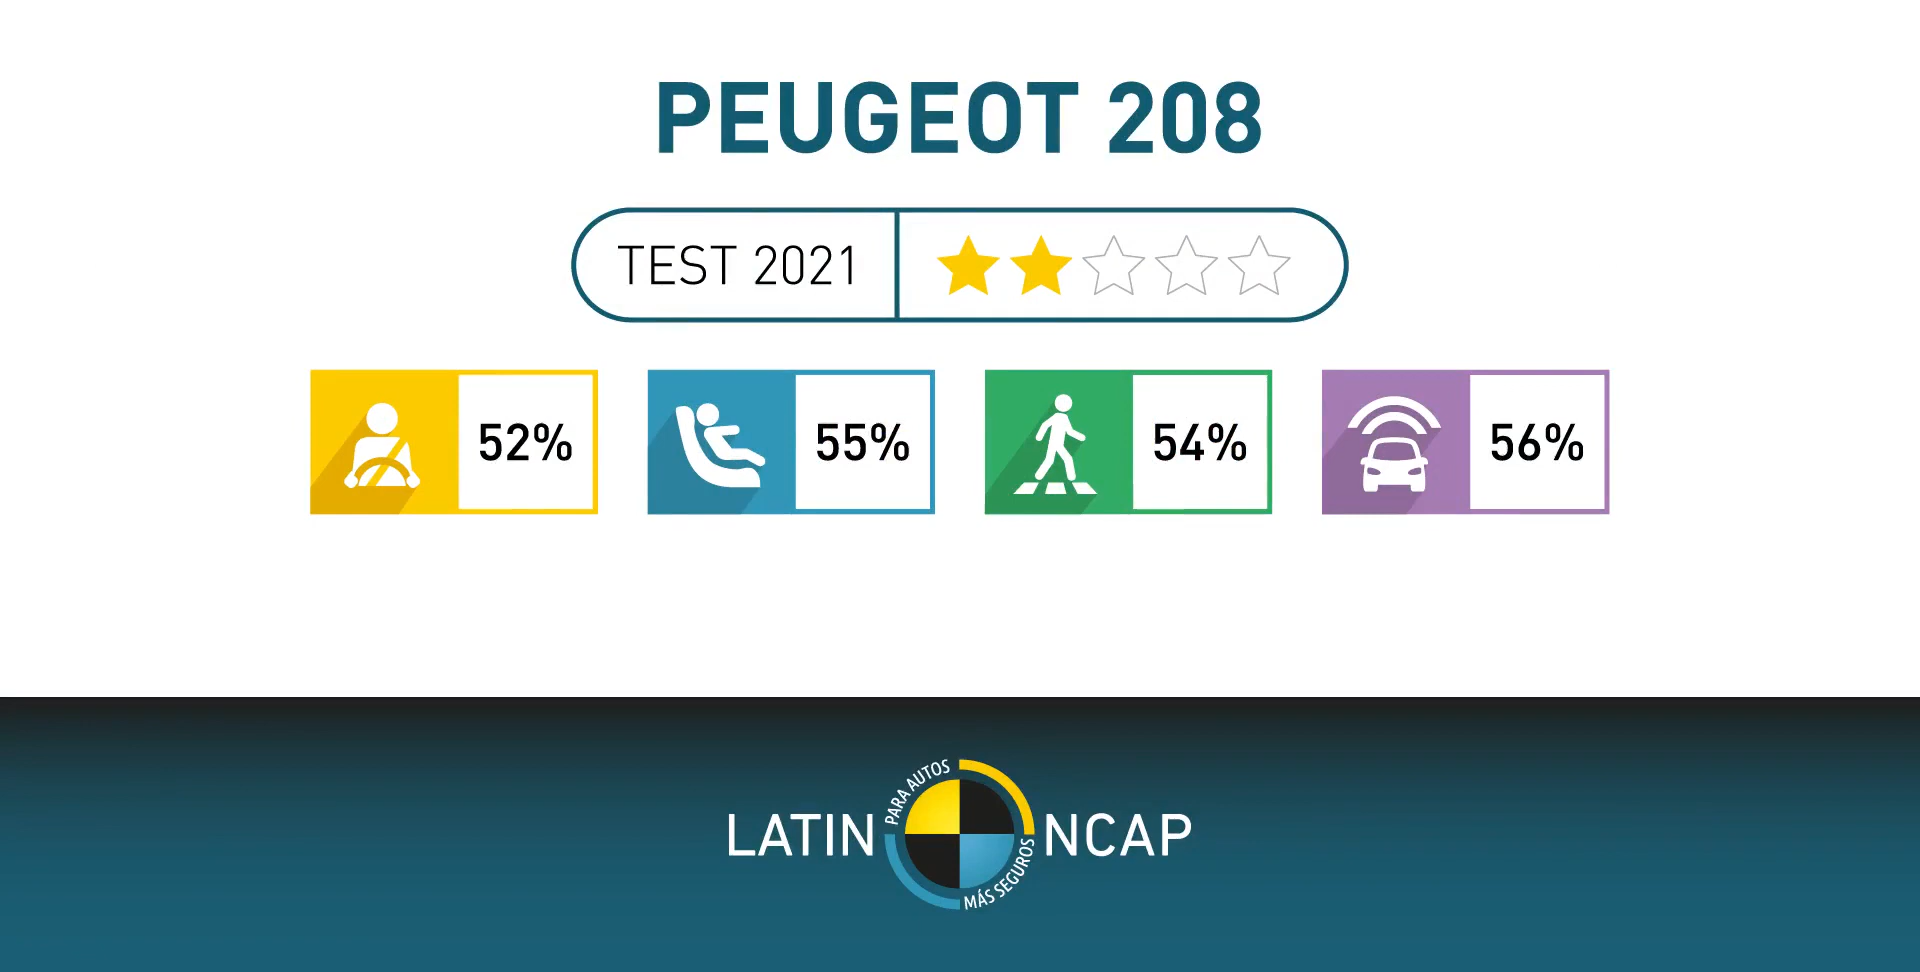 PEUGEOT 208
TEST 2021
52%
55%
54%
56%
LATIN NCAP
PARA AUTOS
MÁS SEGUROS